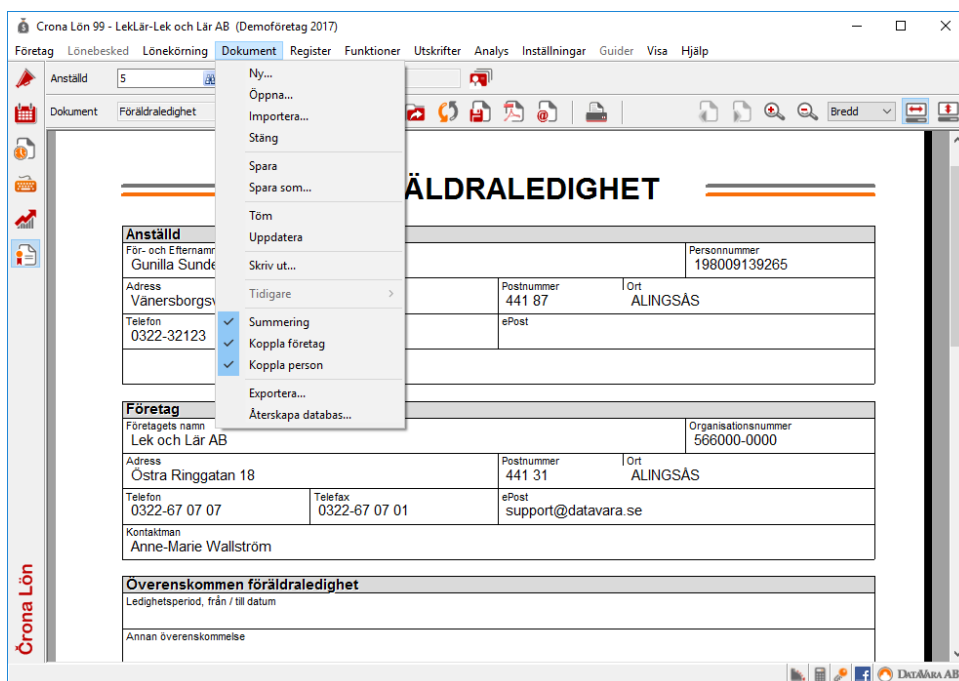 Crona Lön 99 - LekLär-Lek och Lär AB (Demoföretag 2017)
Företag Lönebesked Lönekörning Dokument Register Funktioner Utskrifter Analys Inställningar Guider Visa Hjälp
Anställd 5
Dokument Föräldraledighet Bredd
Ny...
Öppna...
Importera...
Stäng
Spara
Spara som...
Töm
Uppdatera
Skriv ut...
Tidigare
Summering
Koppla företag
Koppla person
Exportera...
Återskapa databas...
ÄLDRALEDIGHET
Anställd
För- och Efternamn Personnummer
Gunilla Sunde 198009139265
Adress Postnummer Ort
Vänersborgsv 441 87 ALINGSÅS
Telefon ePost
0322-32123
Företag
Företagets namn Organisationsnummer
Lek och Lär AB 566000-0000
Adress Postnummer Ort
Östra Ringgatan 18 441 31 ALINGSÅS
Telefon Telefax ePost
0322-67 07 07 0322-67 07 01 support@datavara.se
Kontaktman
Anne-Marie Wallström
Överenskommen föräldraledighet
Ledighetsperiod, från / till datum
Annan överenskommelse
Crona Lön
DATAVARA AB